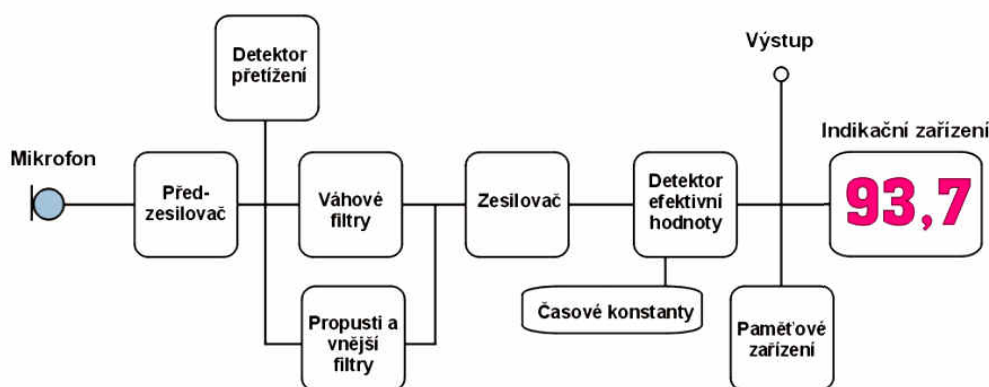 Detektor
přetížení
Výstup
Indikační zařízení
Mikrofon
Před-
zesilovač
Váhové
filtry
Zesilovač
Detektor
efektivní
hodnoty
93,7
Časové konstanty
Propusti a
vnější
filtry
Paměťové
zařízení